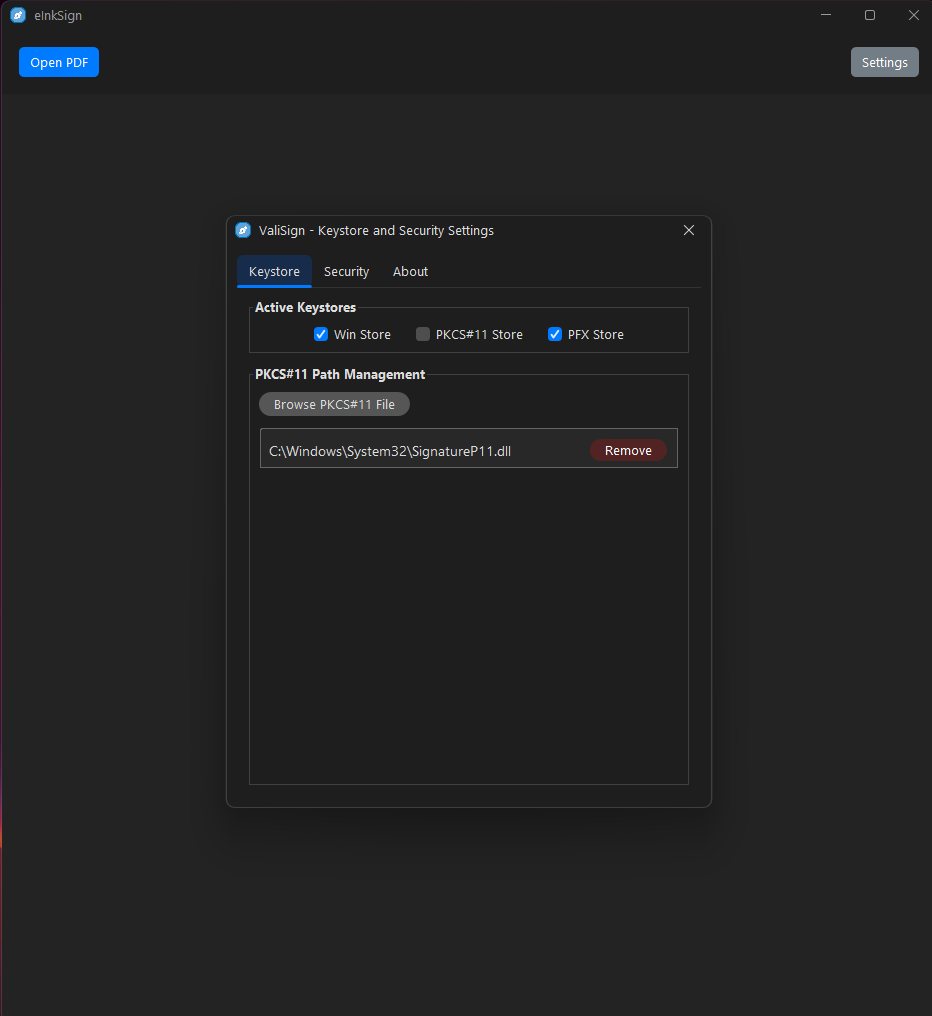 eInkSign
Open PDF
Settings
ValiSign - Keystore and Security Settings
Keystore Security About
Active Keystores
Win Store PKCS#11 Store PFX Store
PKCS#11 Path Management
Browse PKCS#11 File
C:\Windows\System32\SignatureP11.dll
Remove